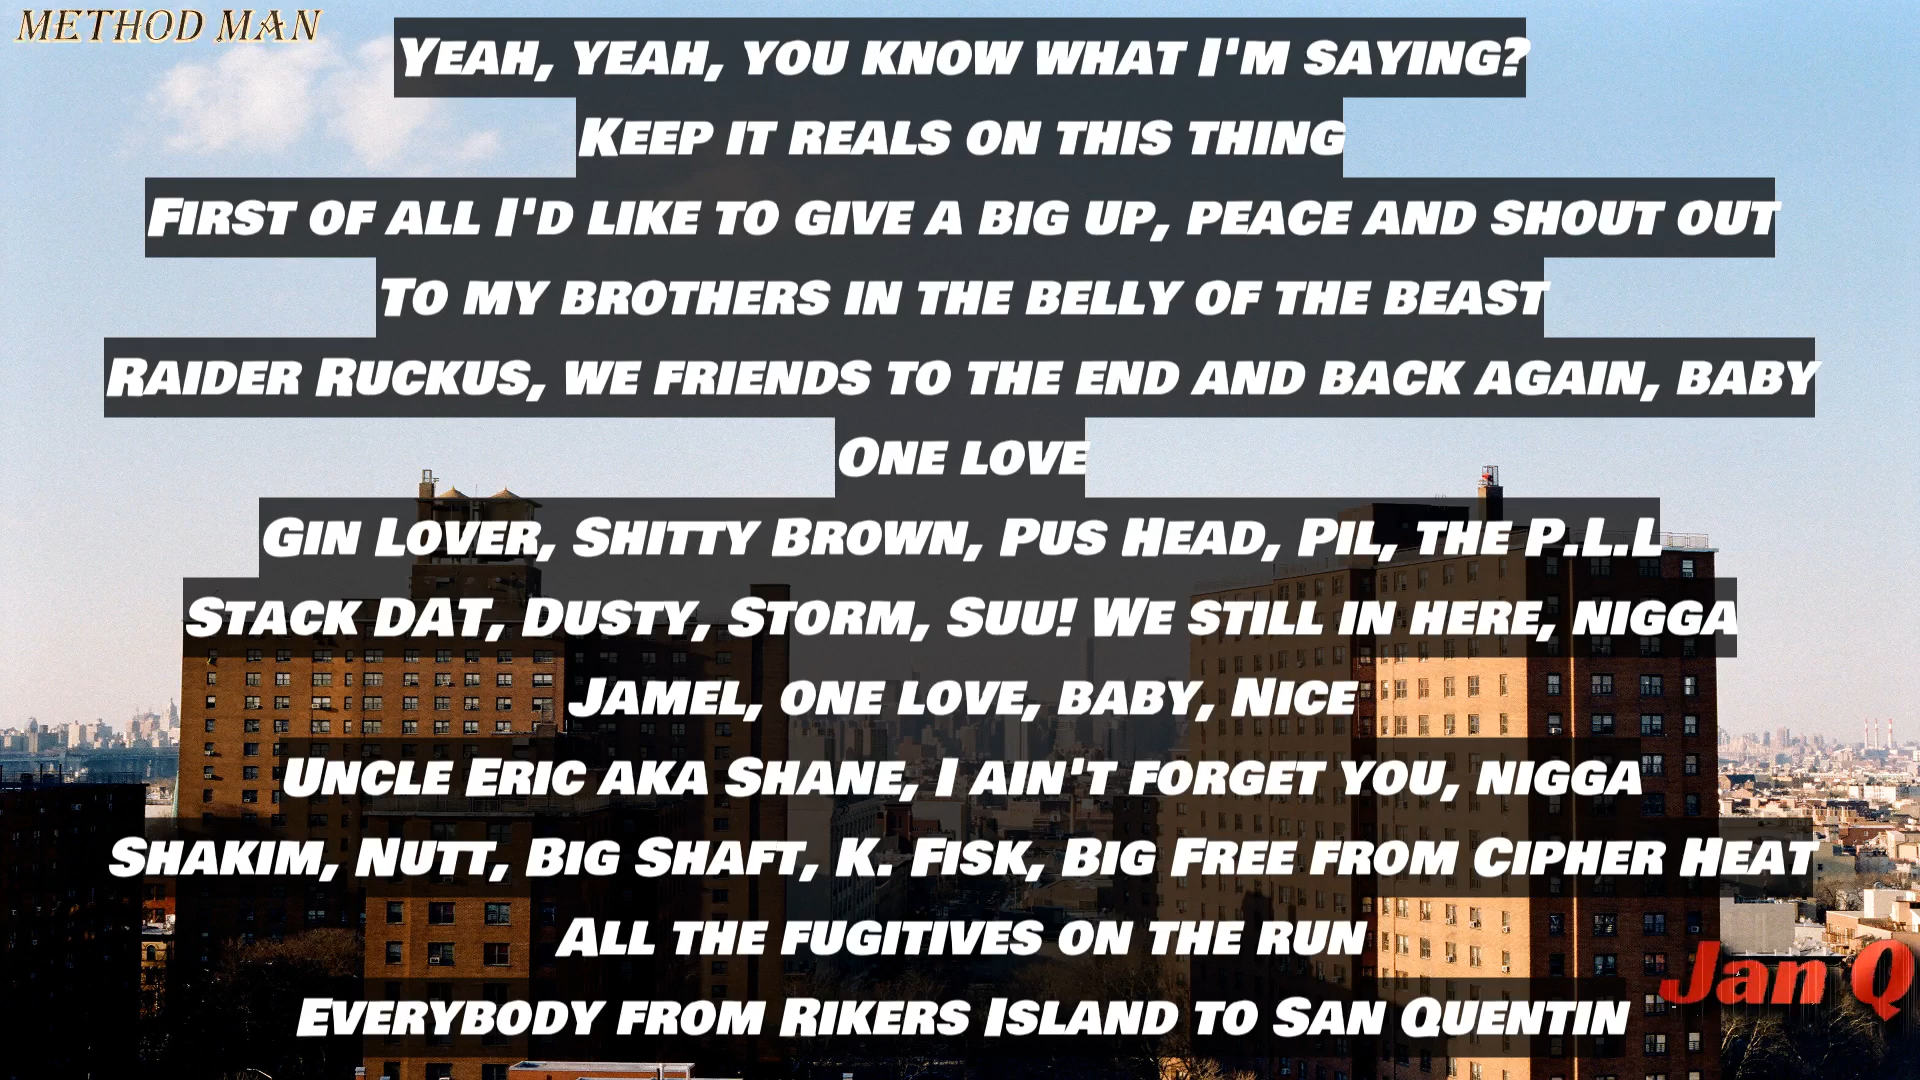 METHOD MAN
Yeah, yeah, you know what I'm saying?
Keep it reals on this thing
First of all I'd like to give a big up, peace and shout out
To my brothers in the belly of the beast
Raider Ruckus, we friends to the end and back again, baby
One love
Gin Lover, Shitty Brown, Pus Head, Pil, the P.L.L
Stack DAT, Dusty, Storm, Suu! We still in here, nigga
Jamel, one love, baby, Nice
Uncle Eric aka Shane, I ain't forget you, nigga
Shakim, Nutt, Big Shaft, K. Fisk, Big Free from Cipher Heat
All the fugitives on the run
Everybody from Rikers Island to San Quentin
Jan Q